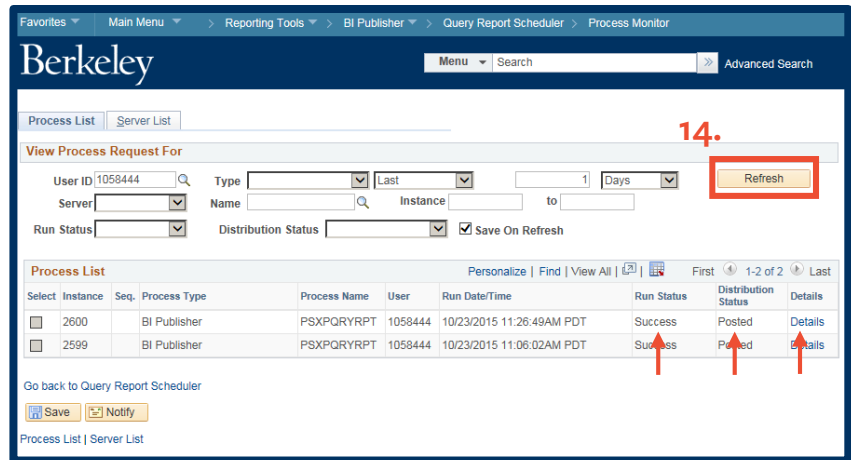 Favorites Main Menu > Reporting Tools > BI Publisher > Query Report Scheduler > Process Monitor
Berkeley
Menu Search » Advanced Search
Process List Server List
14.
View Process Request For
User ID 1058444 Type Last 1 Days Refresh
Server Name Instance to
Run Status Distribution Status Save On Refresh
Process List Personalize | Find | View All | | First 1-2 of 2 Last
Select Instance Seq. Process Type Process Name User Run Date/Time Run Status Distribution Status Details
2600 BI Publisher PSXPQRYRPT 1058444 10/23/2015 11:26:49AM PDT Success Posted Details
2599 BI Publisher PSXPQRYRPT 1058444 10/23/2015 11:06:02AM PDT Success Posted Details
Go back to Query Report Scheduler
Save Notify
Process List | Server List